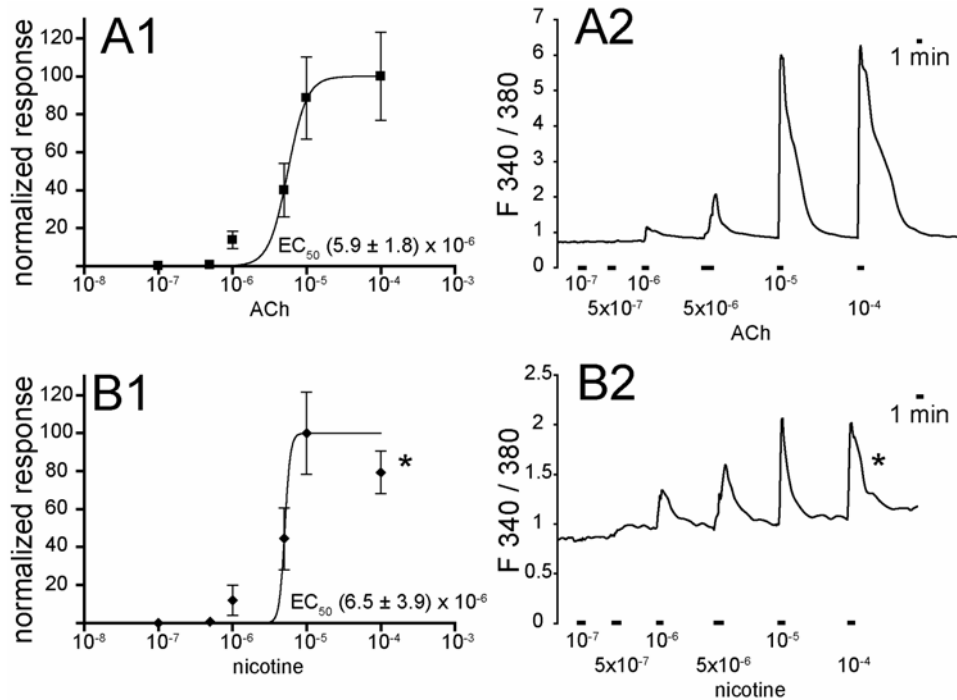 A1
normalized response
120
100
80
60
40
20
EC50 (5.9 ± 1.8) x 10-6
10-8
10-7
10-6
10-5
10-4
10-3
ACh
A2
1 min
F 340 / 380
7
6
5
4
3
2
1
0
10-7
10-6
10-5
5x10-7
5x10-6
10-4
ACh
B1
normalized response
120
100
80
60
40
20
*
EC50 (6.5 ± 3.9) x 10-6
10-8
10-7
10-6
10-5
10-4
10-3
nicotine
B2
1 min
F 340 / 380
2.5
2
1.5
1
0.5
0
*
10-7
10-6
10-5
5x10-7
5x10-6
10-4
nicotine